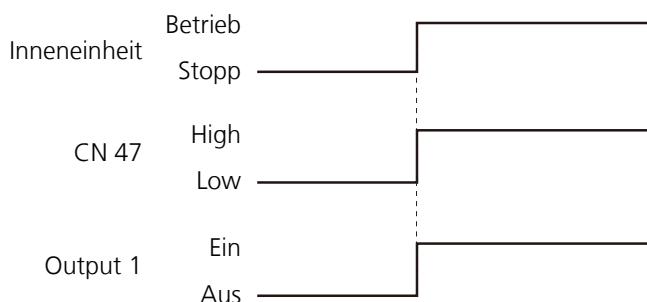 Betrieb
Inneneinheit
Stopp
High
CN 47
Low
Ein
Output 1
Aus